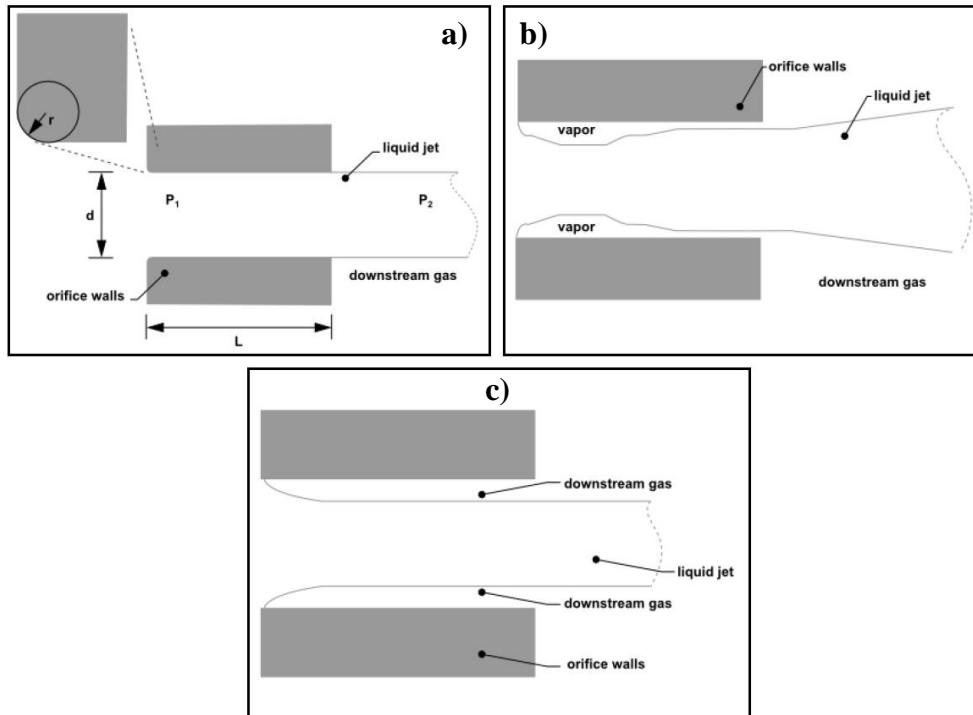 a)
r
liquid jet
P1
P2
d
downstream gas
orifice walls
L
b)
orifice walls
liquid jet
vapor
vapor
downstream gas
c)
downstream gas
liquid jet
downstream gas
orifice walls